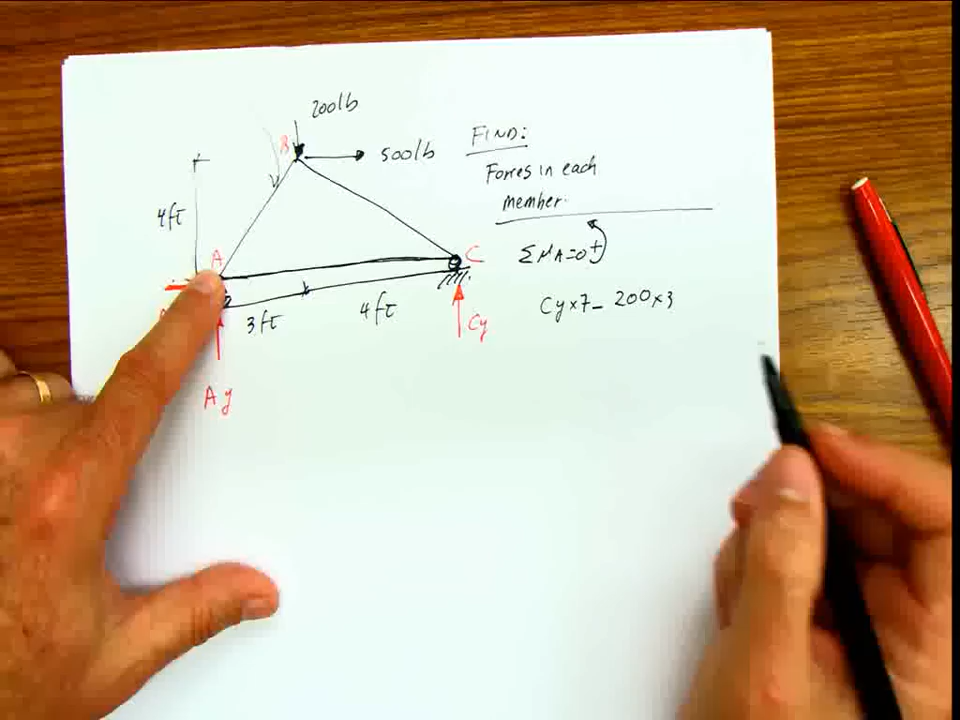 200lb
B
500lb
FIND:
Forces in each
member.
4ft
A
C
ΣMA=0+
Cy×7- 200×3
3ft
4ft
Cy
Ay